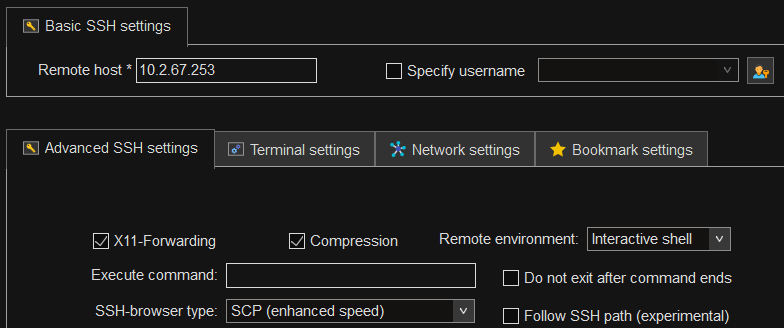 Basic SSH settings
Remote host * 10.2.67.253 Specify username
Advanced SSH settings Terminal settings Network settings Bookmark settings
X11-Forwarding Compression Remote environment: Interactive shell
Execute command: Do not exit after command ends
SSH-browser type: SCP (enhanced speed) Follow SSH path (experimental)